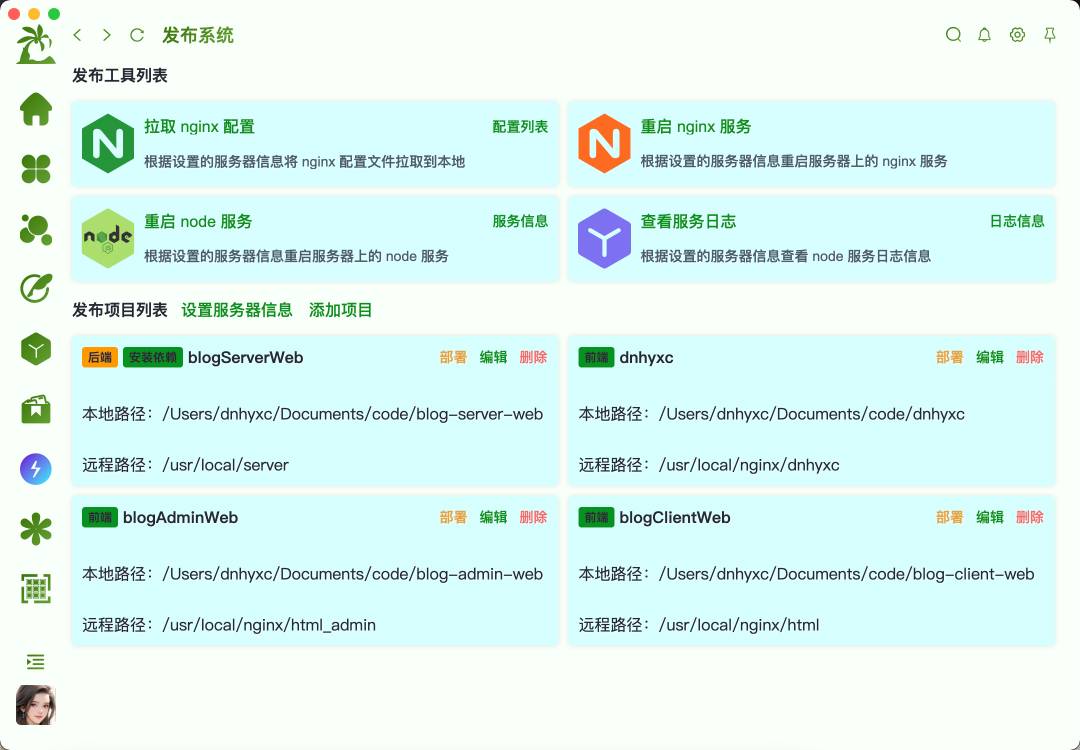 发布系统
发布工具列表
拉取 nginx 配置
配置列表
根据设置的服务器信息将 nginx 配置文件拉取到本地
重启 nginx 服务
根据设置的服务器信息重启服务器上的 nginx 服务
node
JS
重启 node 服务
服务信息
根据设置的服务器信息重启服务器上的 node 服务
查看服务日志
日志信息
根据设置的服务器信息查看 node 服务日志信息
发布项目列表 设置服务器信息 添加项目
后端 安装依赖 blogServerWeb 部署 编辑 删除
本地路径：/Users/dnhyxc/Documents/code/blog-server-web
远程路径：/usr/local/server
前端 dnhyxc 部署 编辑 删除
本地路径：/Users/dnhyxc/Documents/code/dnhyxc
远程路径：/usr/local/nginx/dnhyxc
前端 blogAdminWeb 部署 编辑 删除
本地路径：/Users/dnhyxc/Documents/code/blog-admin-web
远程路径：/usr/local/nginx/html_admin
前端 blogClientWeb 部署 编辑 删除
本地路径：/Users/dnhyxc/Documents/code/blog-client-web
远程路径：/usr/local/nginx/html